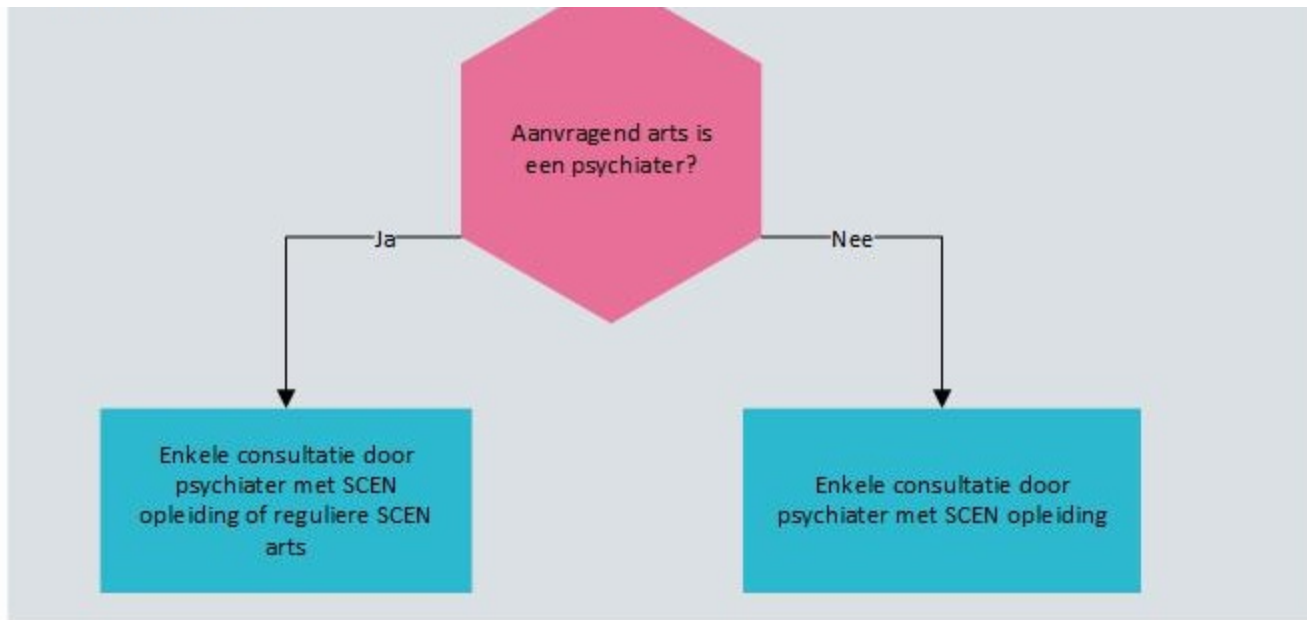 Aanvragend arts is
een psychiater?
Ja
Nee
Enkele consultatie door
psychiater met SCEN
opleiding of reguliere SCEN
arts
Enkele consultatie door
psychiater met SCEN opleiding